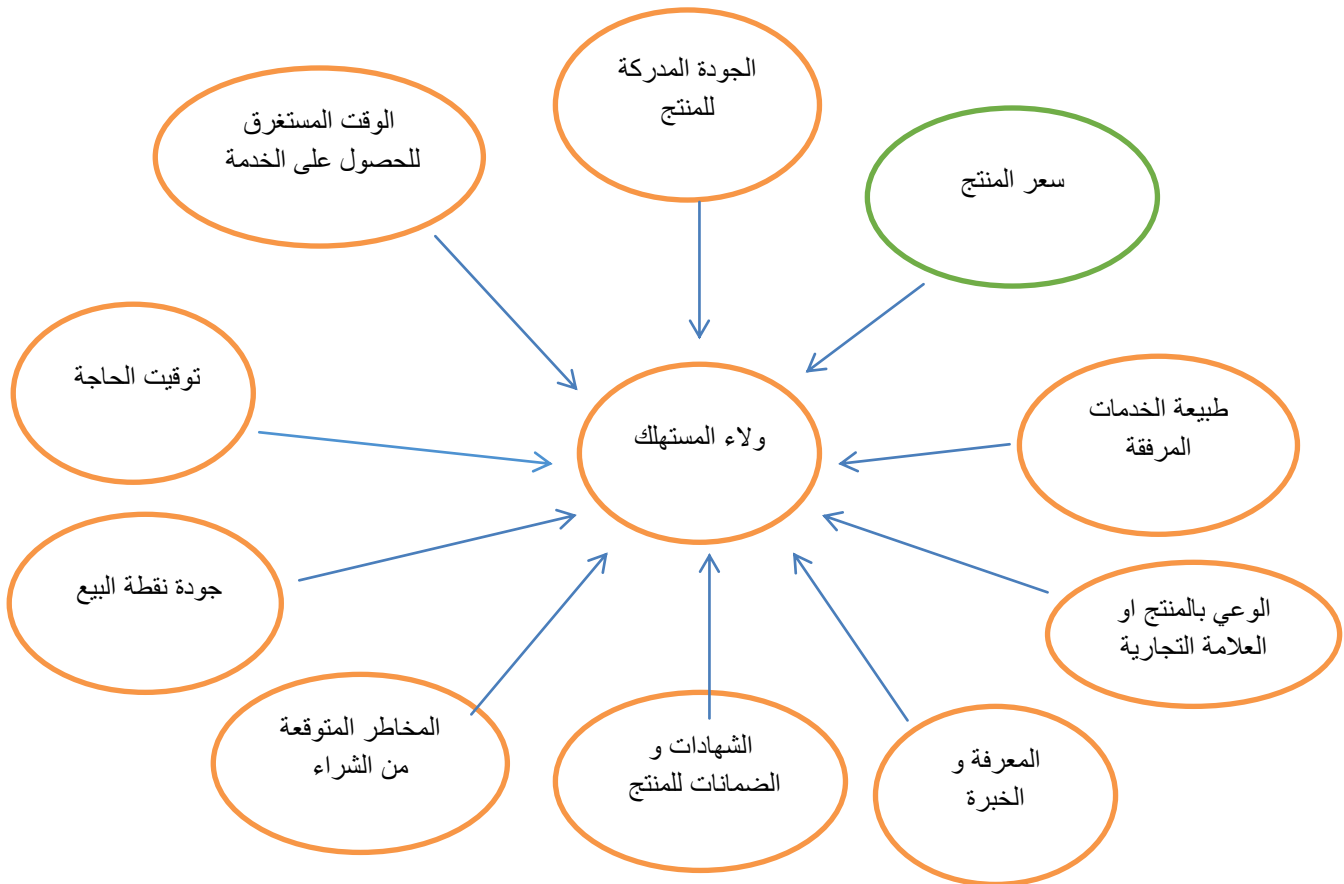 الجودة المدركة
للمنتج
الوقت المستغرق
للحصول على الخدمة
سعر المنتج
توقيت الحاجة
ولاء المستهلك
طبيعة الخدمات
المرفقة
جودة نقطة البيع
الوعي بالمنتج او
العلامة التجارية
المخاطر المتوقعة
من الشراء
الشهادات و
الضمانات للمنتج
المعرفة و
الخبرة